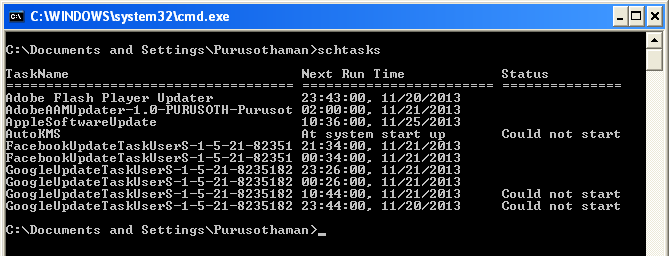 C:\WINDOWS\system32\cmd.exe
C:\Documents and Settings\Purusothaman>schtasks
TaskName Next Run Time Status
==================================== ======================== ===============
Adobe Flash Player Updater 23:43:00, 11/20/2013
AdobeAAMUpdater-1.0-PURUSOTH-Purusot 02:00:00, 11/21/2013
AppleSoftwareUpdate 10:36:00, 11/25/2013
AutoKMS At system start up Could not start
FacebookUpdateTaskUserS-1-5-21-82351 21:34:00, 11/20/2013
FacebookUpdateTaskUserS-1-5-21-82351 00:34:00, 11/21/2013
GoogleUpdateTaskUserS-1-5-21-8235182 23:26:00, 11/20/2013
GoogleUpdateTaskUserS-1-5-21-8235182 00:26:00, 11/21/2013
GoogleUpdateTaskUserS-1-5-21-8235182 10:44:00, 11/21/2013 Could not start
GoogleUpdateTaskUserS-1-5-21-8235182 23:44:00, 11/20/2013 Could not start
C:\Documents and Settings\Purusothaman>_